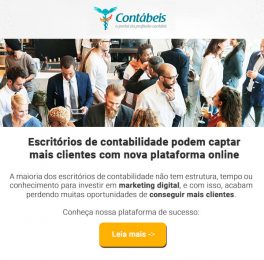 Contábeis
o portal da profissão contábil
Escritórios de contabilidade podem captar
mais clientes com nova plataforma online
A maioria dos escritórios de contabilidade não tem estrutura, tempo ou
conhecimento para investir em marketing digital, e com isso, acabam
perdendo muitas oportunidades de conseguir mais clientes.
Conheça nossa plataforma de sucesso:
Leia mais ->